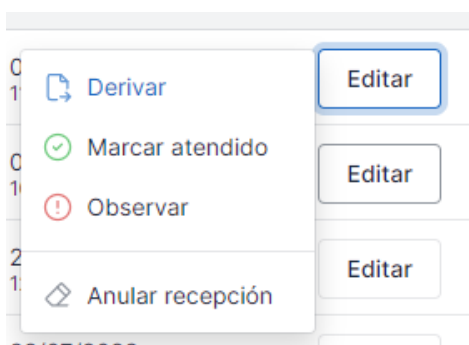 Derivar
Editar
Marcar atendido
Editar
Observar
Editar
Anular recepción